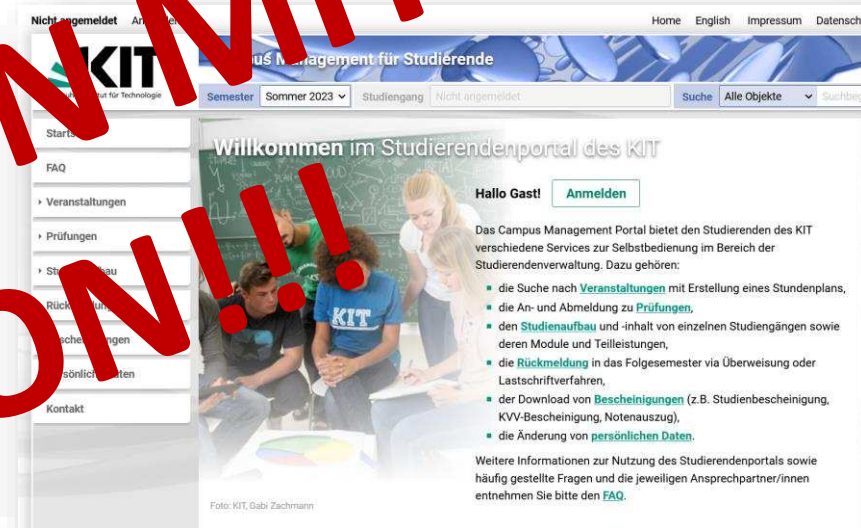 Nicht angemeldet
Home English Impressum Datensch
N MIT
KIT
Management für Studierende
Semester Sommer 2023 Studiengang Nicht angemeldet Suche Alle Objekte Suchbeg
Willkommen im Studierendenportal des KIT
FAQ
Veranstaltungen
Prüfungen
Kontakt
ON!!!
KIT
Hallo Gast! Anmelden
Das Campus Management Portal bietet den Studierenden des KIT
verschiedene Services zur Selbstbedienung im Bereich der
Studierendenverwaltung. Dazu gehören:
die Suche nach Veranstaltungen mit Erstellung eines Stundenplans,
die An- und Abmeldung zu Prüfungen,
den Studienaufbau und -inhalt von einzelnen Studiengängen sowie
deren Module und Teilleistungen,
die Rückmeldung in das Folgesemester via Überweisung oder
Lastschriftverfahren,
der Download von Bescheinigungen (z.B. Studienbescheinigung,
KVV-Bescheinigung, Notenauszug),
die Änderung von persönlichen Daten.
Weitere Informationen zur Nutzung des Studierendenportals sowie
häufig gestellte Fragen und die jeweiligen Ansprechpartner/innen
entnehmen Sie bitte den FAQ.
Foto: KIT, Gabi Zachmann